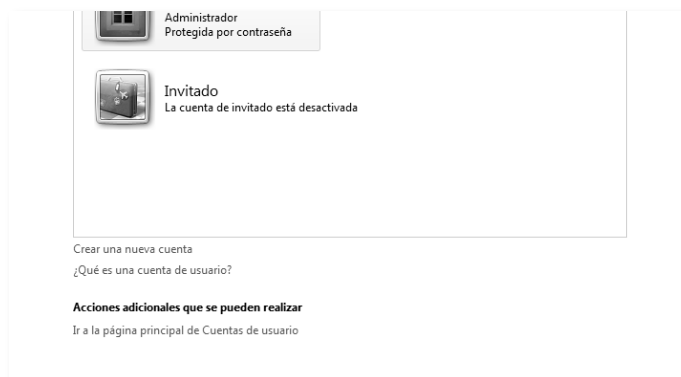 Administrador
Protegida por contraseña
Invitado
La cuenta de invitado está desactivada
Crear una nueva cuenta
¿Qué es una cuenta de usuario?
Acciones adicionales que se pueden realizar
Ir a la página principal de Cuentas de usuario